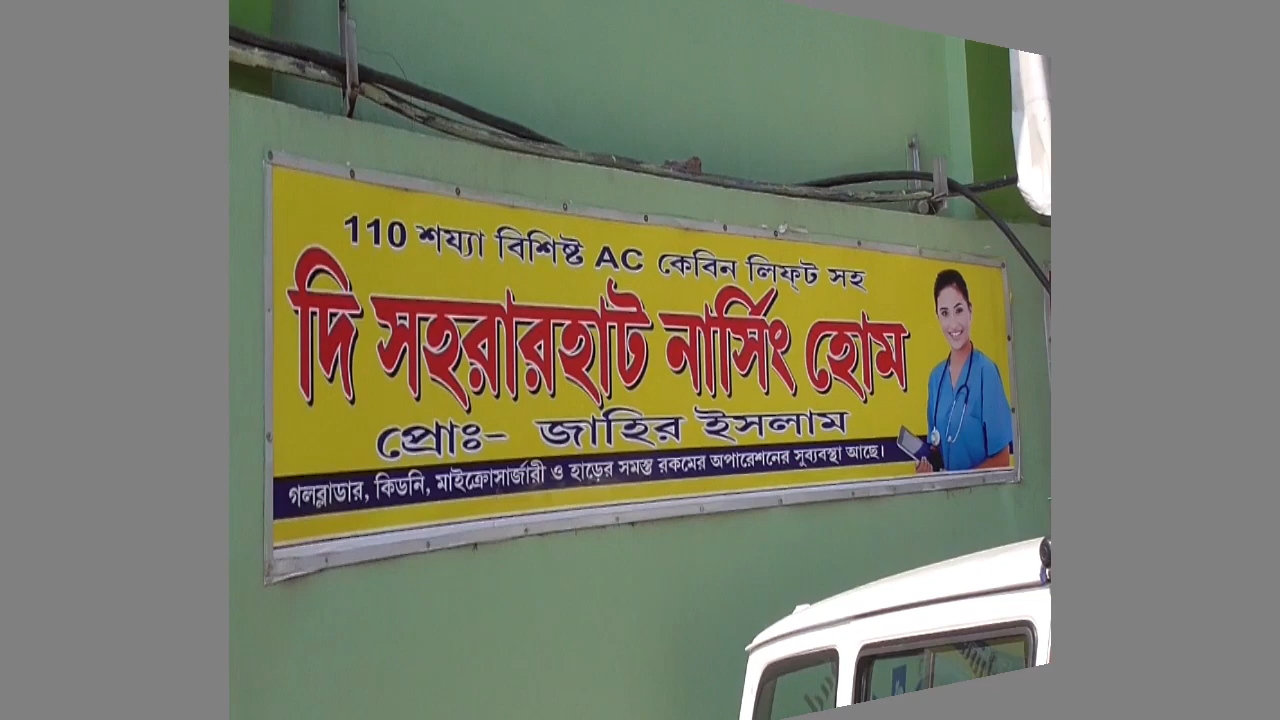 110 শয্যা বিশিষ্ট AC কেবিন লিফ্ট সহ
দি সহরারহাট নার্সিং হোম
প্রোঃ- জাহির ইসলাম
গলব্লাডার, কিডনি, মাইক্রোসার্জারী ও হাড়ের সমস্ত রকমের অপারেশনের সুব্যবস্থা আছে।